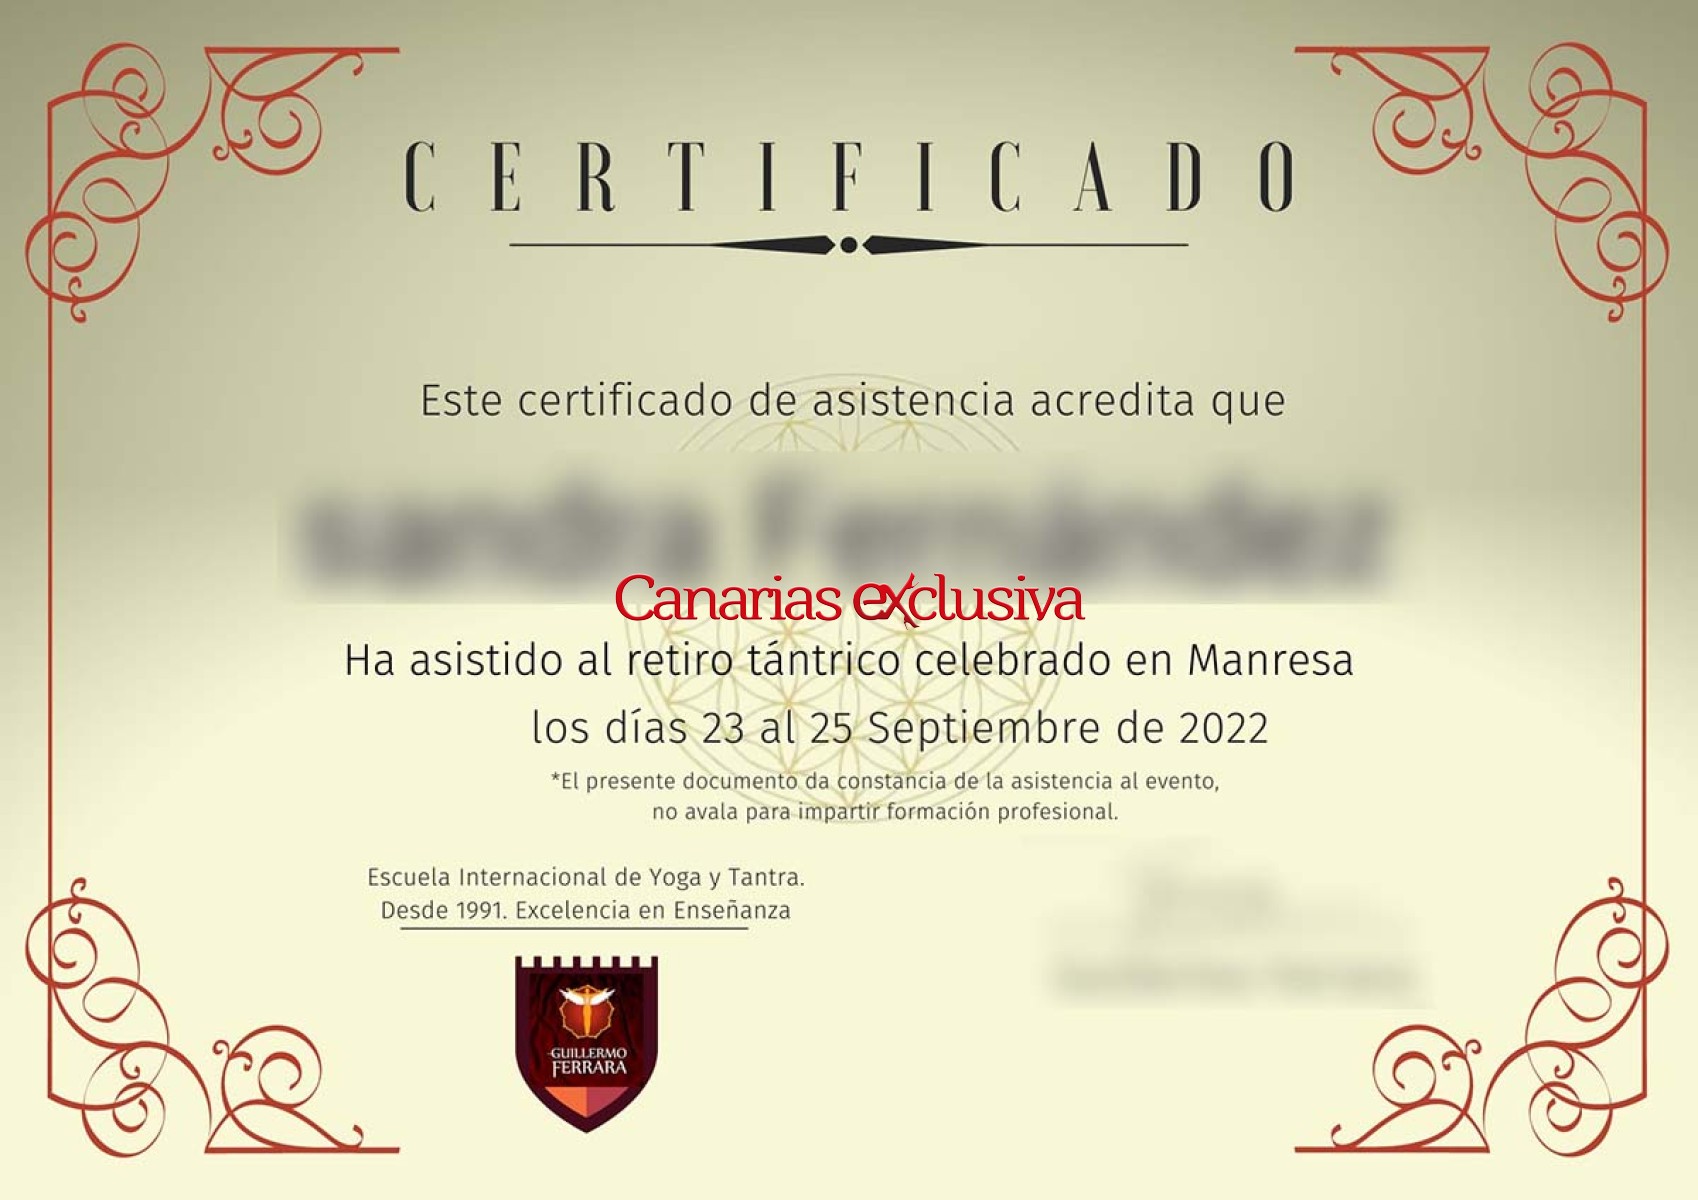 CERTIFICADO
Este certificado de asistencia acredita que
Canarias exclusiva
Ha asistido al retiro tántrico celebrado en Manresa
los días 23 al 25 Septiembre de 2022
*El presente documento da constancia de la asistencia al evento,
no avala para impartir formación profesional.
Escuela Internacional de Yoga y Tantra.
Desde 1991. Excelencia en Enseñanza
GUILLERMO
FERRARA